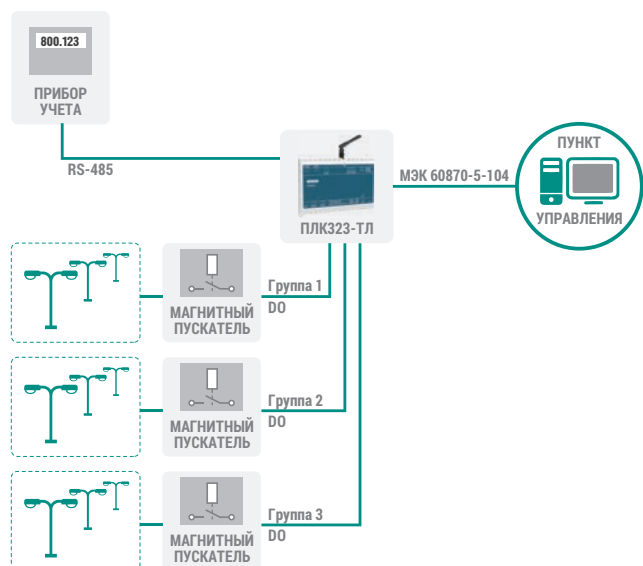 800.123
ПРИБОР
УЧЕТА
RS-485
ПЛК323-ТЛ
МЭК 60870-5-104
ПУНКТ
УПРАВЛЕНИЯ
МАГНИТНЫЙ
ПУСКАТЕЛЬ
Группа 1
DO
МАГНИТНЫЙ
ПУСКАТЕЛЬ
Группа 2
DO
МАГНИТНЫЙ
ПУСКАТЕЛЬ
Группа 3
DO